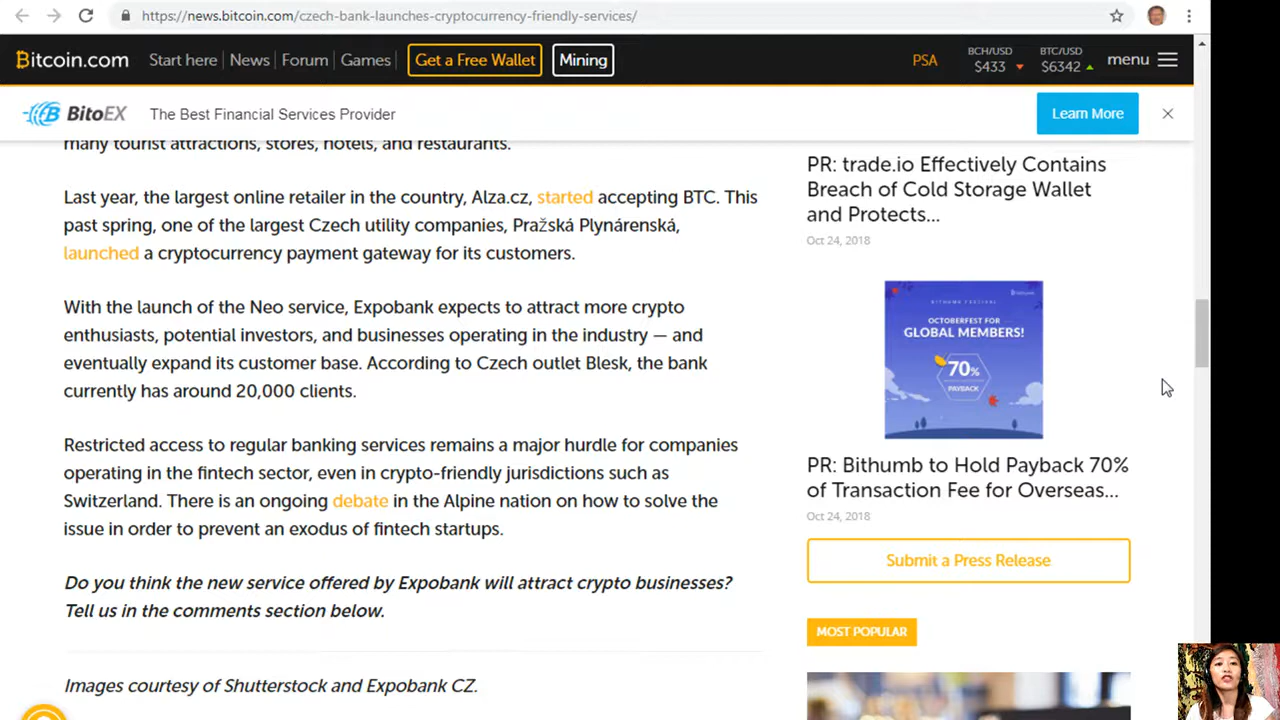 https://news.bitcoin.com/czech-bank-launches-cryptocurrency-friendly-services/
Bitcoin.com Start here News Forum Games Get a Free Wallet Mining PSA BCH/USD $433 BTC/USD $6342 menu
BitoEX The Best Financial Services Provider Learn More
many tourist attractions, stores, hotels, and restaurants.
Last year, the largest online retailer in the country, Alza.cz, started accepting BTC. This
past spring, one of the largest Czech utility companies, Pražská Plynárenská,
launched a cryptocurrency payment gateway for its customers.
With the launch of the Neo service, Expobank expects to attract more crypto
enthusiasts, potential investors, and businesses operating in the industry — and
eventually expand its customer base. According to Czech outlet Blesk, the bank
currently has around 20,000 clients.
Restricted access to regular banking services remains a major hurdle for companies
operating in the fintech sector, even in crypto-friendly jurisdictions such as
Switzerland. There is an ongoing debate in the Alpine nation on how to solve the
issue in order to prevent an exodus of fintech startups.
Do you think the new service offered by Expobank will attract crypto businesses?
Tell us in the comments section below.
Images courtesy of Shutterstock and Expobank CZ.
PR: trade.io Effectively Contains
Breach of Cold Storage Wallet
and Protects...
Oct 24, 2018
BITHUMB FESTIVAL
OCTOBERFEST FOR
GLOBAL MEMBERS!
70%
PAYBACK
PR: Bithumb to Hold Payback 70%
of Transaction Fee for Overseas...
Oct 24, 2018
Submit a Press Release
MOST POPULAR